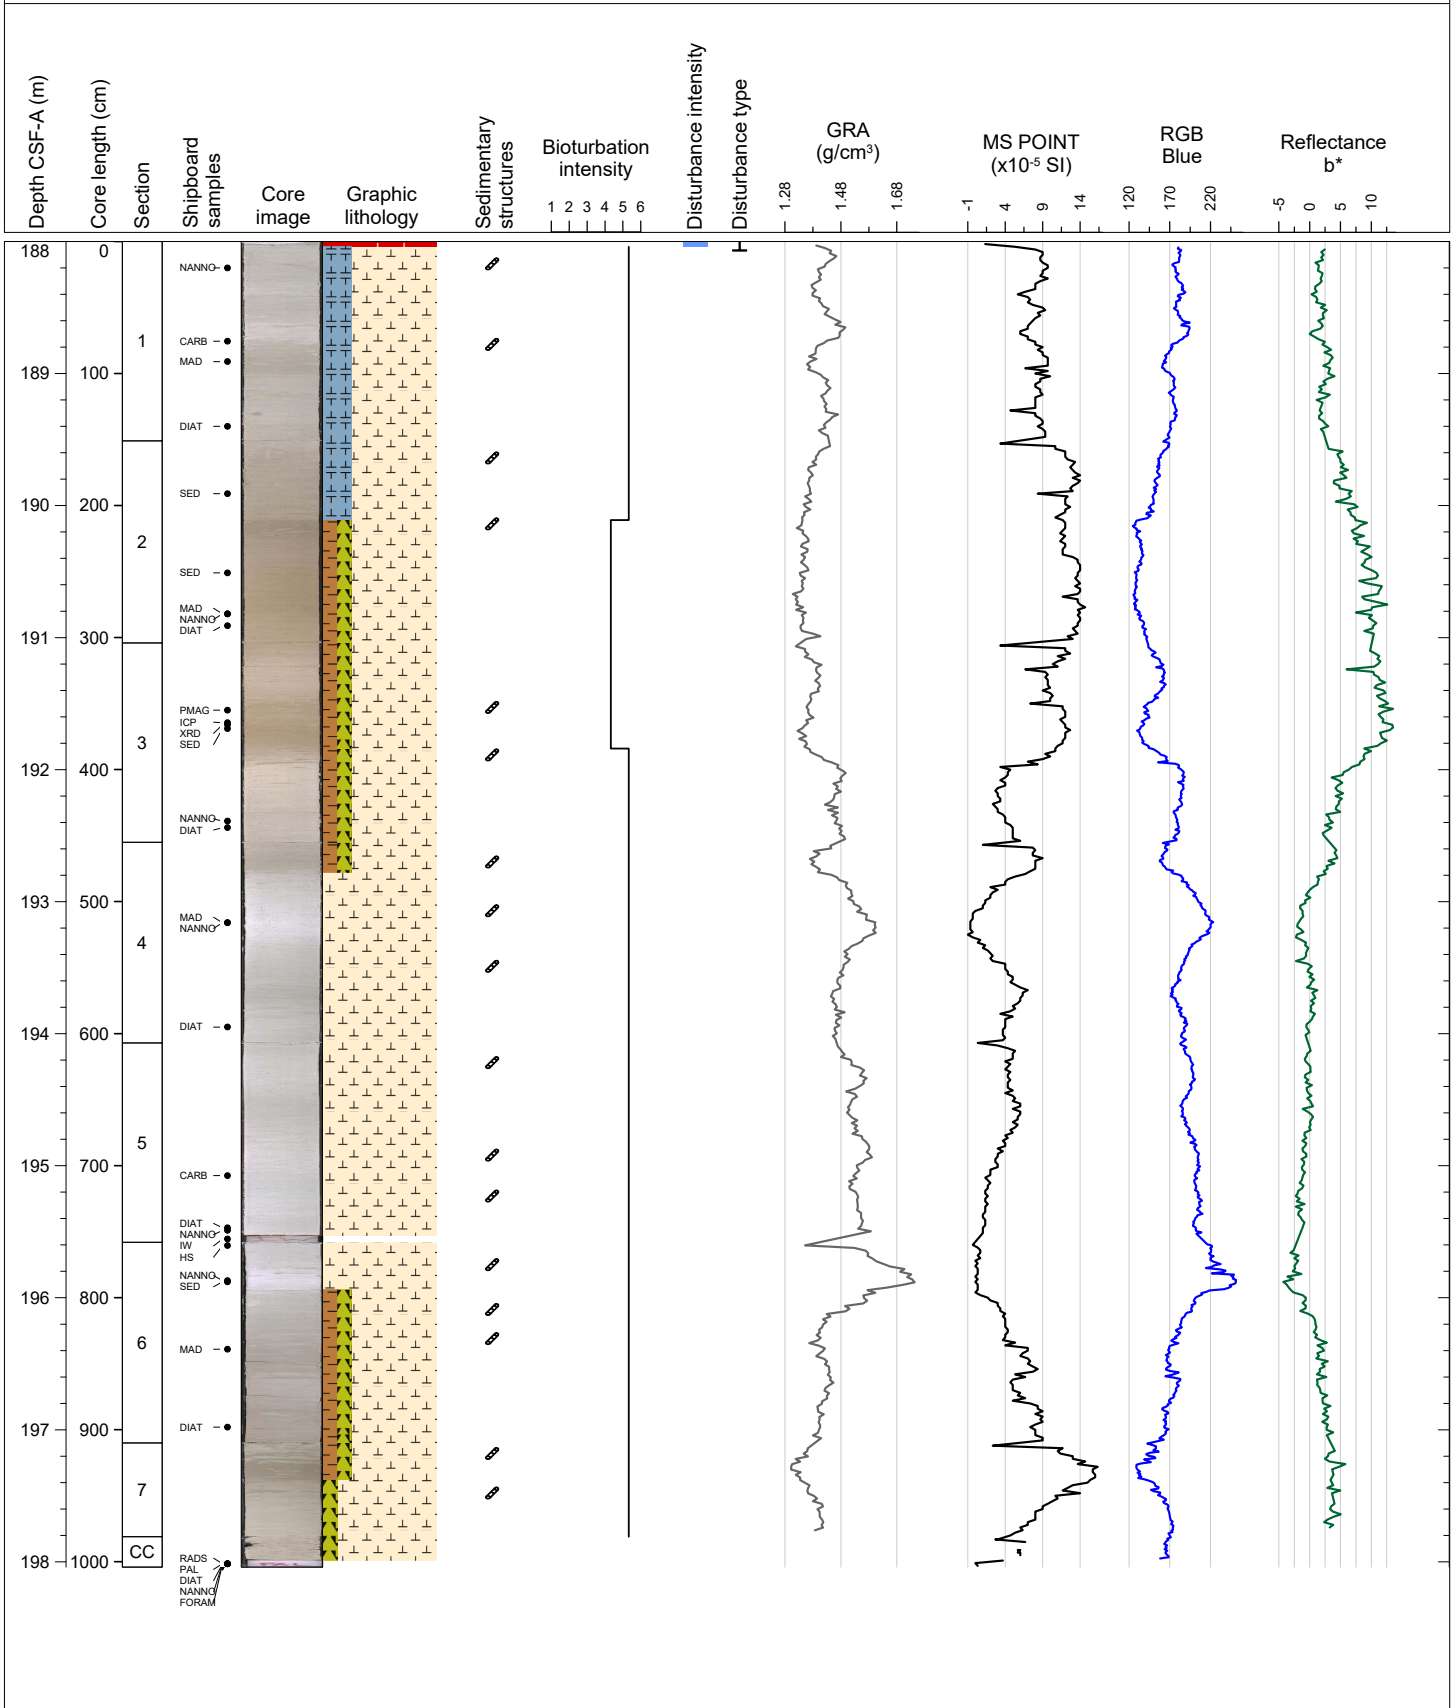 Depth CSF-A (m)
Core length (cm)
Section
Shipboard
samples
Core
image
Graphic
lithology
Sedimentary
structures
Bioturbation
intensity
1 2 3 4 5 6
Disturbance intensity
Disturbance type
GRA
(g/cm³)
1.28 1.48 1.68
MS POINT
(x10⁻⁵ SI)
-1 4 9 14
RGB
Blue
120 170 220
Reflectance
b*
-5 0 5 10
188 0
NANNO
1
CARB
MAD
189 100
DIAT
SED
190 200
2
SED
MAD
NANNO
DIAT
191 300
PMAG
ICP
XRD
SED
3
192 400
NANNO
DIAT
193 500
MAD
NANNO
4
DIAT
194 600
5
195 700
CARB
DIAT
NANNO
IW
HS
NANNO
SED
196 800
6
MAD
197 900
DIAT
7
CC
198 1000
RADS
PAL
DIAT
NANNO
FORAM
PAL